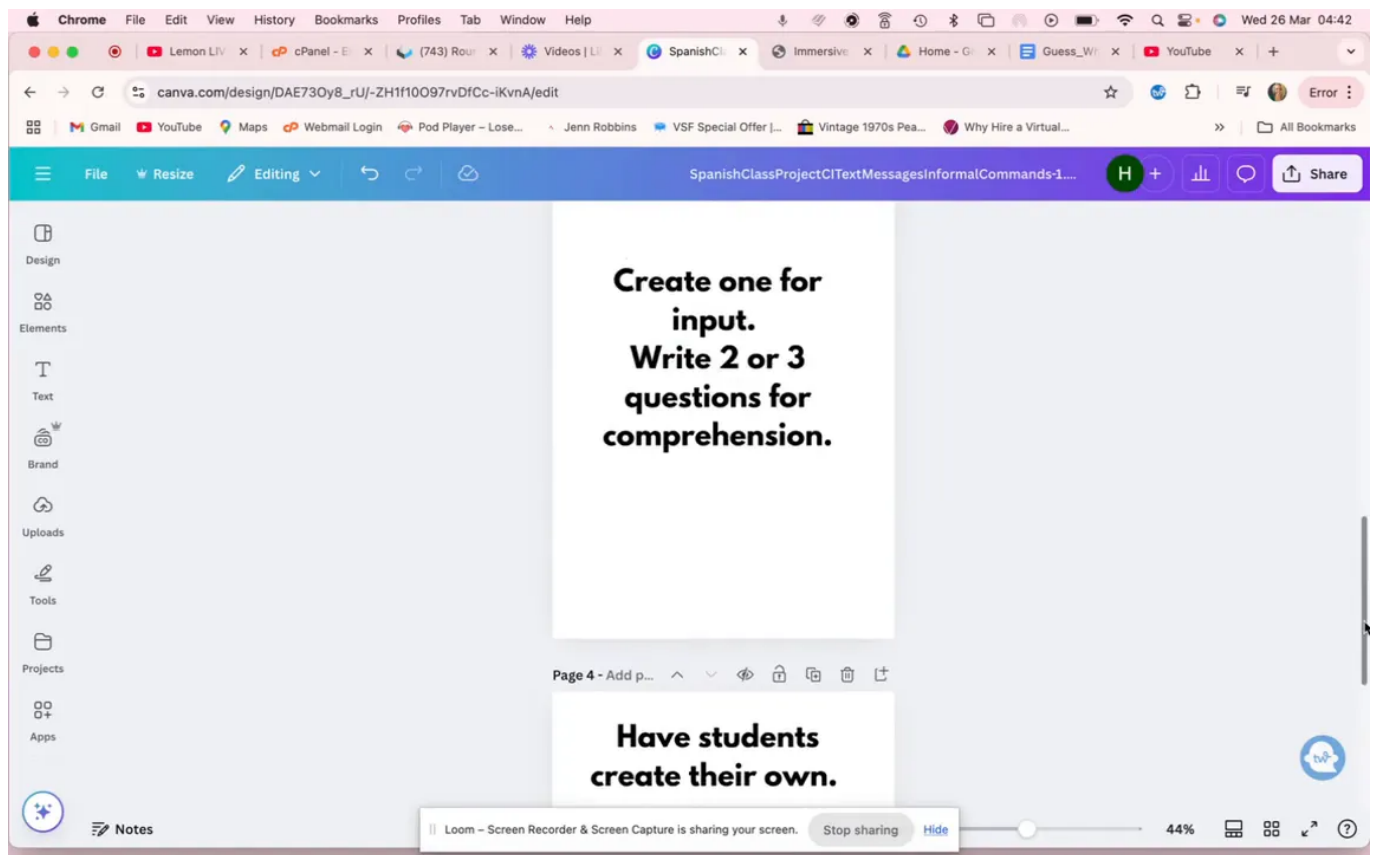 Chrome File Edit View History Bookmarks Profiles Tab Window Help Wed 26 Mar 04:42
Lemon LIV cPanel - E (743) Rour Videos | LI SpanishCl Immersive Home - G Guess_Wh YouTube
canva.com/design/DAE73Oy8_rU/-ZH1f10O97rvDfCc-iKvnA/edit Error
Gmail YouTube Maps Webmail Login Pod Player – Lose... Jenn Robbins VSF Special Offer |... Vintage 1970s Pea... Why Hire a Virtual... » All Bookmarks
File Resize Editing SpanishClassProjectCITextMessagesInformalCommands-1.... H + Share
Design
Elements
Text
Brand
Uploads
Tools
Projects
Apps
Create one for
input.
Write 2 or 3
questions for
comprehension.
Page 4 - Add p...
Have students
create their own.
Notes
Loom – Screen Recorder & Screen Capture is sharing your screen. Stop sharing Hide
44%